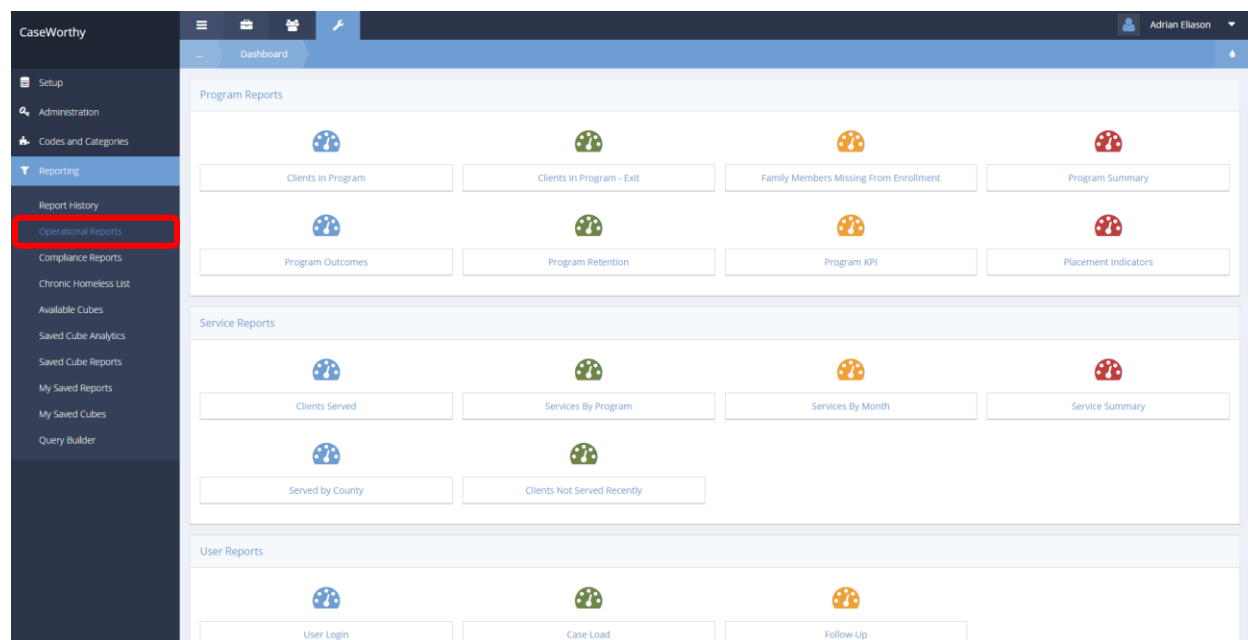 CaseWorthy
Adrian Eliason
... Dashboard
Setup
Administration
Codes and Categories
Reporting
Report History
Operational Reports
Compliance Reports
Chronic Homeless List
Available Cubes
Saved Cube Analytics
Saved Cube Reports
My Saved Reports
My Saved Cubes
Query Builder
Program Reports
Clients In Program
Clients In Program - Exit
Family Members Missing From Enrollment
Program Summary
Program Outcomes
Program Retention
Program KPI
Placement Indicators
Service Reports
Clients Served
Services By Program
Services By Month
Service Summary
Served by County
Clients Not Served Recently
User Reports
User Login
Case Load
Follow-Up